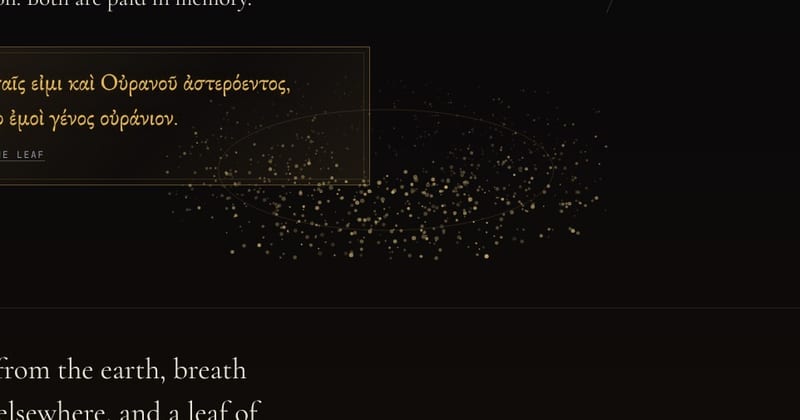 on. Both are paid in memory.
παῖς εἰμι καὶ Οὐρανοῦ ἀστερόεντος,
ἐμοὶ γένος οὐράνιον.
LEAF
from the earth, breath
elsewhere, and a leaf of